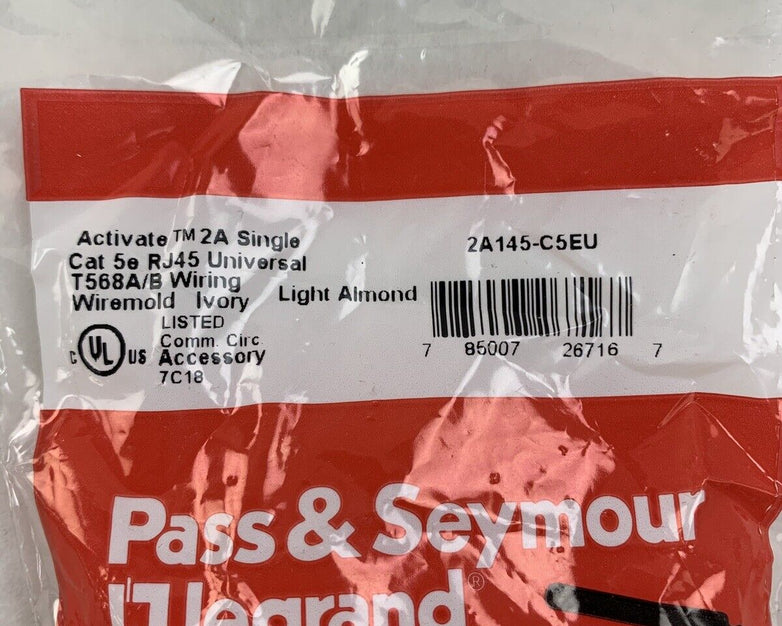 Activate™ 2A Single
Cat 5e RJ45 Universal
T568A/B Wiring
Wiremold Ivory Light Almond
2A145-C5EU
7 85007 26716 7
LISTED
Comm. Circ
C UL US Accessory
7C18
Pass & Seymour
legrand®